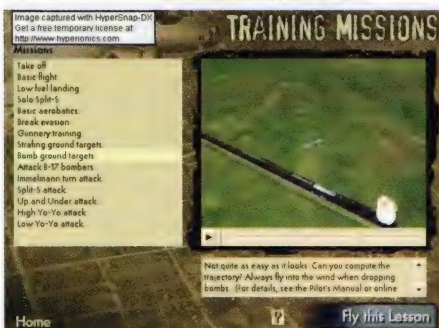 Image captured with HyperSnap-DX
Get a free temporary license at
http://www.hyperionics.com
TRAINING MISSIONS
Missions
Take off
Basic flight
Low fuel landing
Solo Split-S
Basic aerobatics
Break evasion
Gunnery training
Strafing ground targets
Bomb ground targets
Attack B-17 bombers
Immelmann turn attack
Split-S attack
Up and Under attack
High Yo-Yo attack
Low Yo-Yo attack
Not quite as easy as it looks. Can you compute the
trajectory? Always fly into the wind when dropping
bombs. (For details, see the Pilot's Manual or online
Home
?
Fly this Lesson